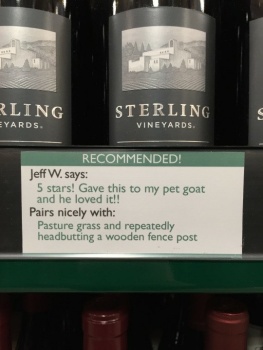 RLING
EYARDS.
STERLING
VINEYARDS.
RECOMMENDED!
Jeff W. says:
5 stars! Gave this to my pet goat
and he loved it!!
Pairs nicely with:
Pasture grass and repeatedly
headbutting a wooden fence post